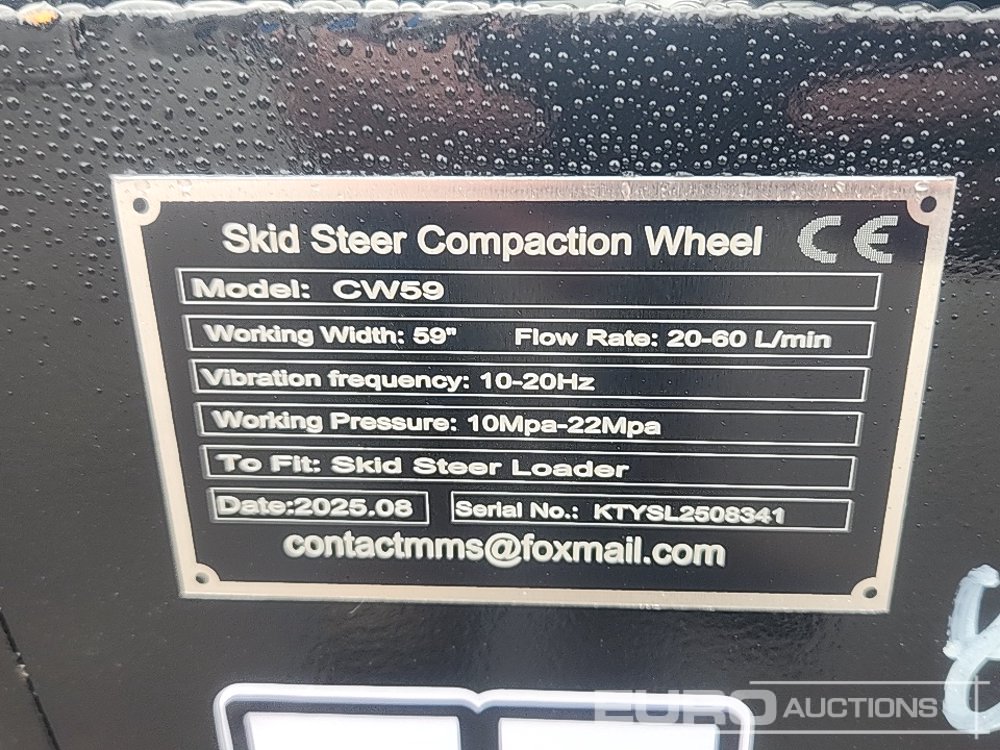 Skid Steer Compaction Wheel CE
Model: CW59
Working Width: 59" Flow Rate: 20-60 L/min
Vibration frequency: 10-20Hz
Working Pressure: 10Mpa-22Mpa
To Fit: Skid Steer Loader
Date:2025.08 Serial No.: KTYSL2508341
contactmms@foxmail.com
EURO AUCTIONS